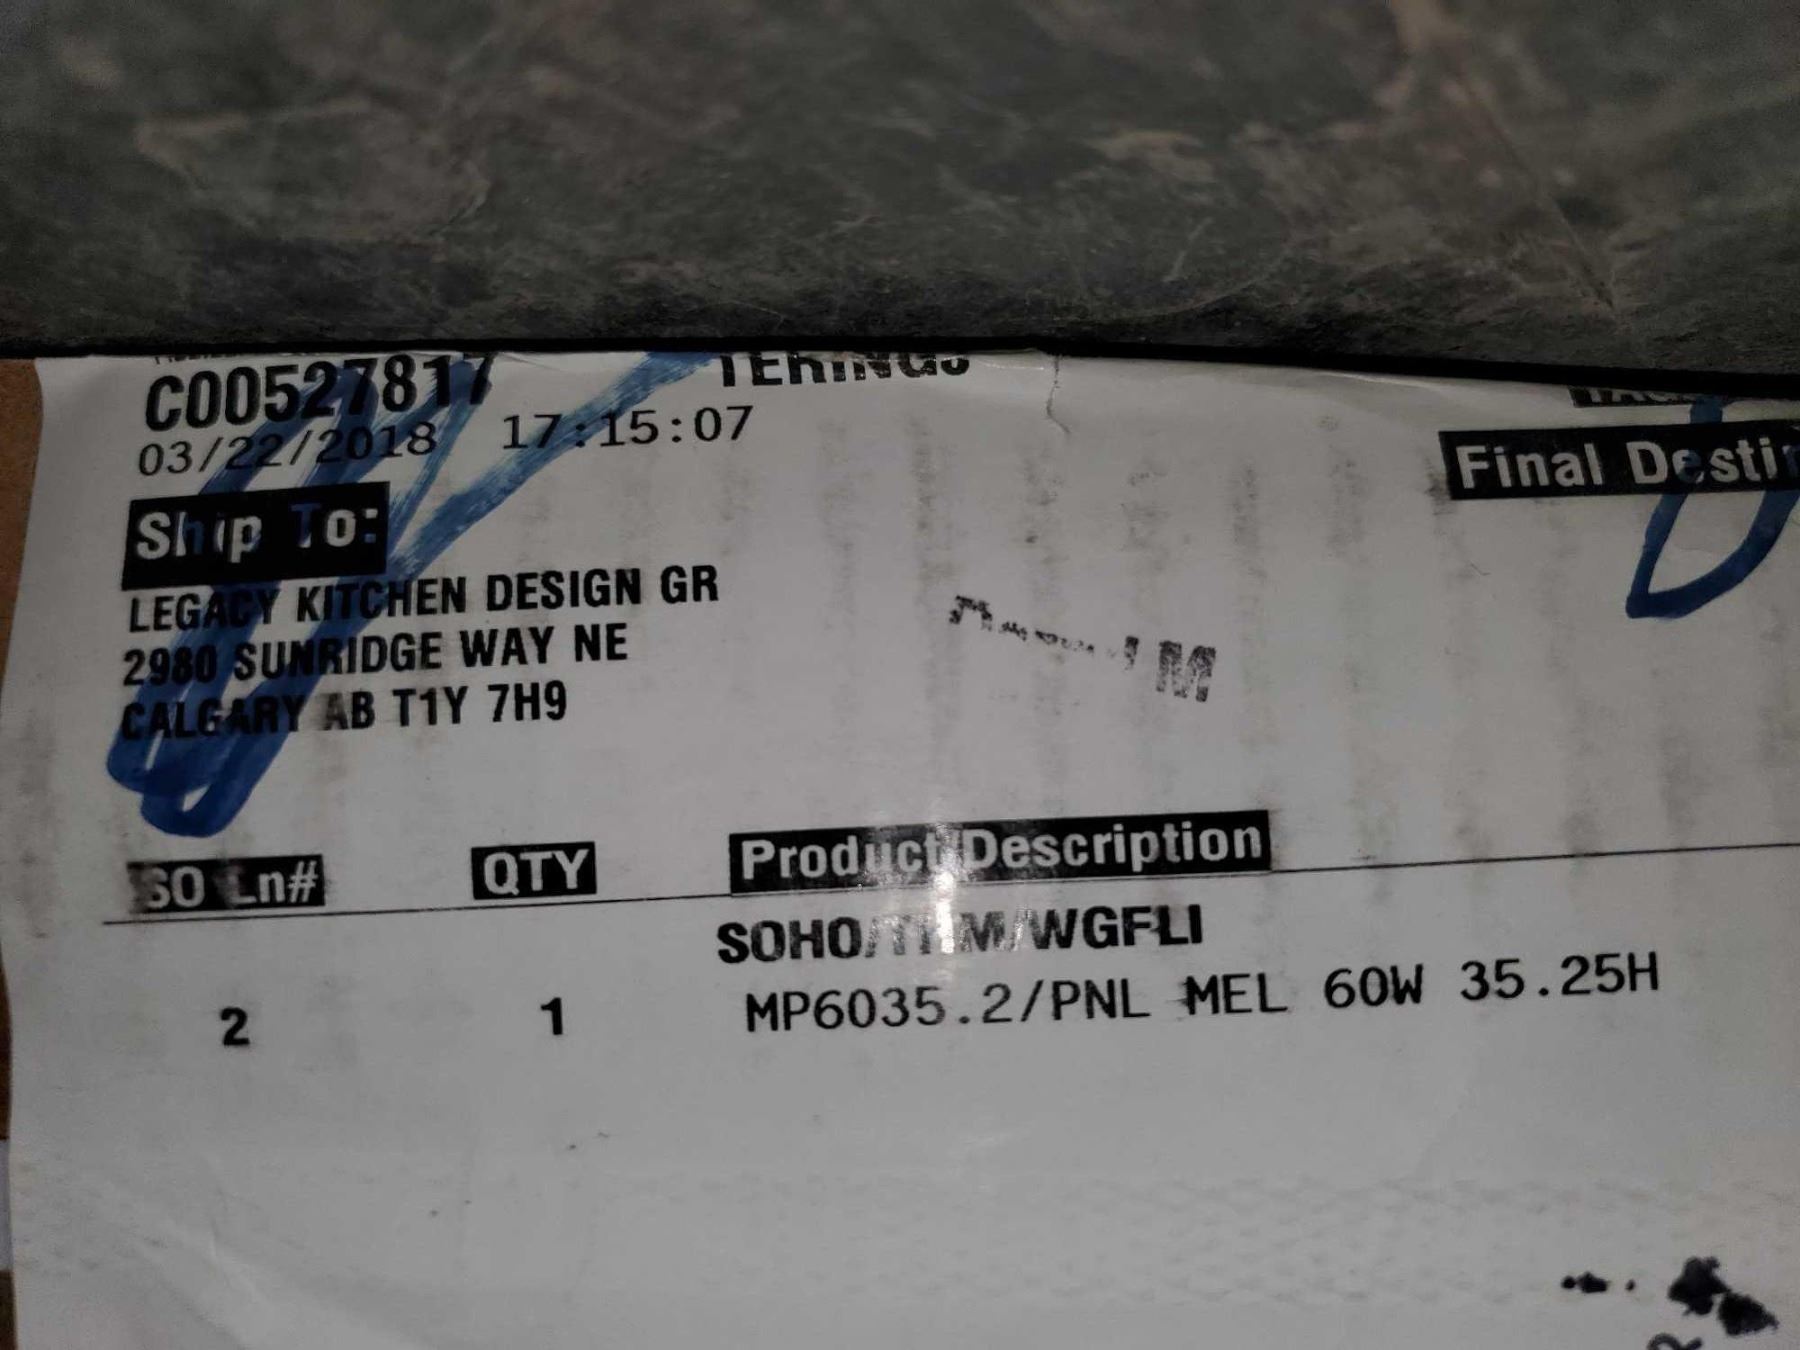 C00527817
03/22/2018 17:15:07
Final
Ship To:
LEGACY KITCHEN DESIGN GR
2980 SUNRIDGE WAY NE
CALGARY AB T1Y 7H9
SO Ln# QTY Product Description
2 1 MP6035.2/PNL MEL 60W 35.25H